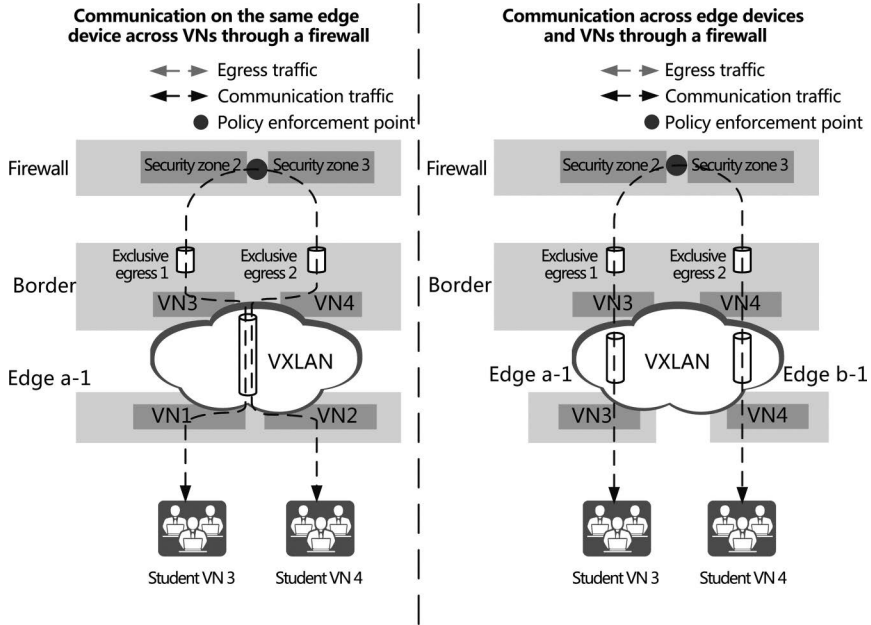 Communication on the same edge
device across VNs through a firewall
Egress traffic
Communication traffic
Policy enforcement point
Firewall
Security zone 2
Security zone 3
Exclusive
egress 1
Exclusive
egress 2
Border
VN3
VN4
VXLAN
Edge a-1
VN1
VN2
Student VN 3
Student VN 4
Communication across edge devices
and VNs through a firewall
Egress traffic
Communication traffic
Policy enforcement point
Firewall
Security zone 2
Security zone 3
Exclusive
egress 1
Exclusive
egress 2
Border
VN3
VN4
VXLAN
Edge a-1
Edge b-1
VN3
VN4
Student VN 3
Student VN 4